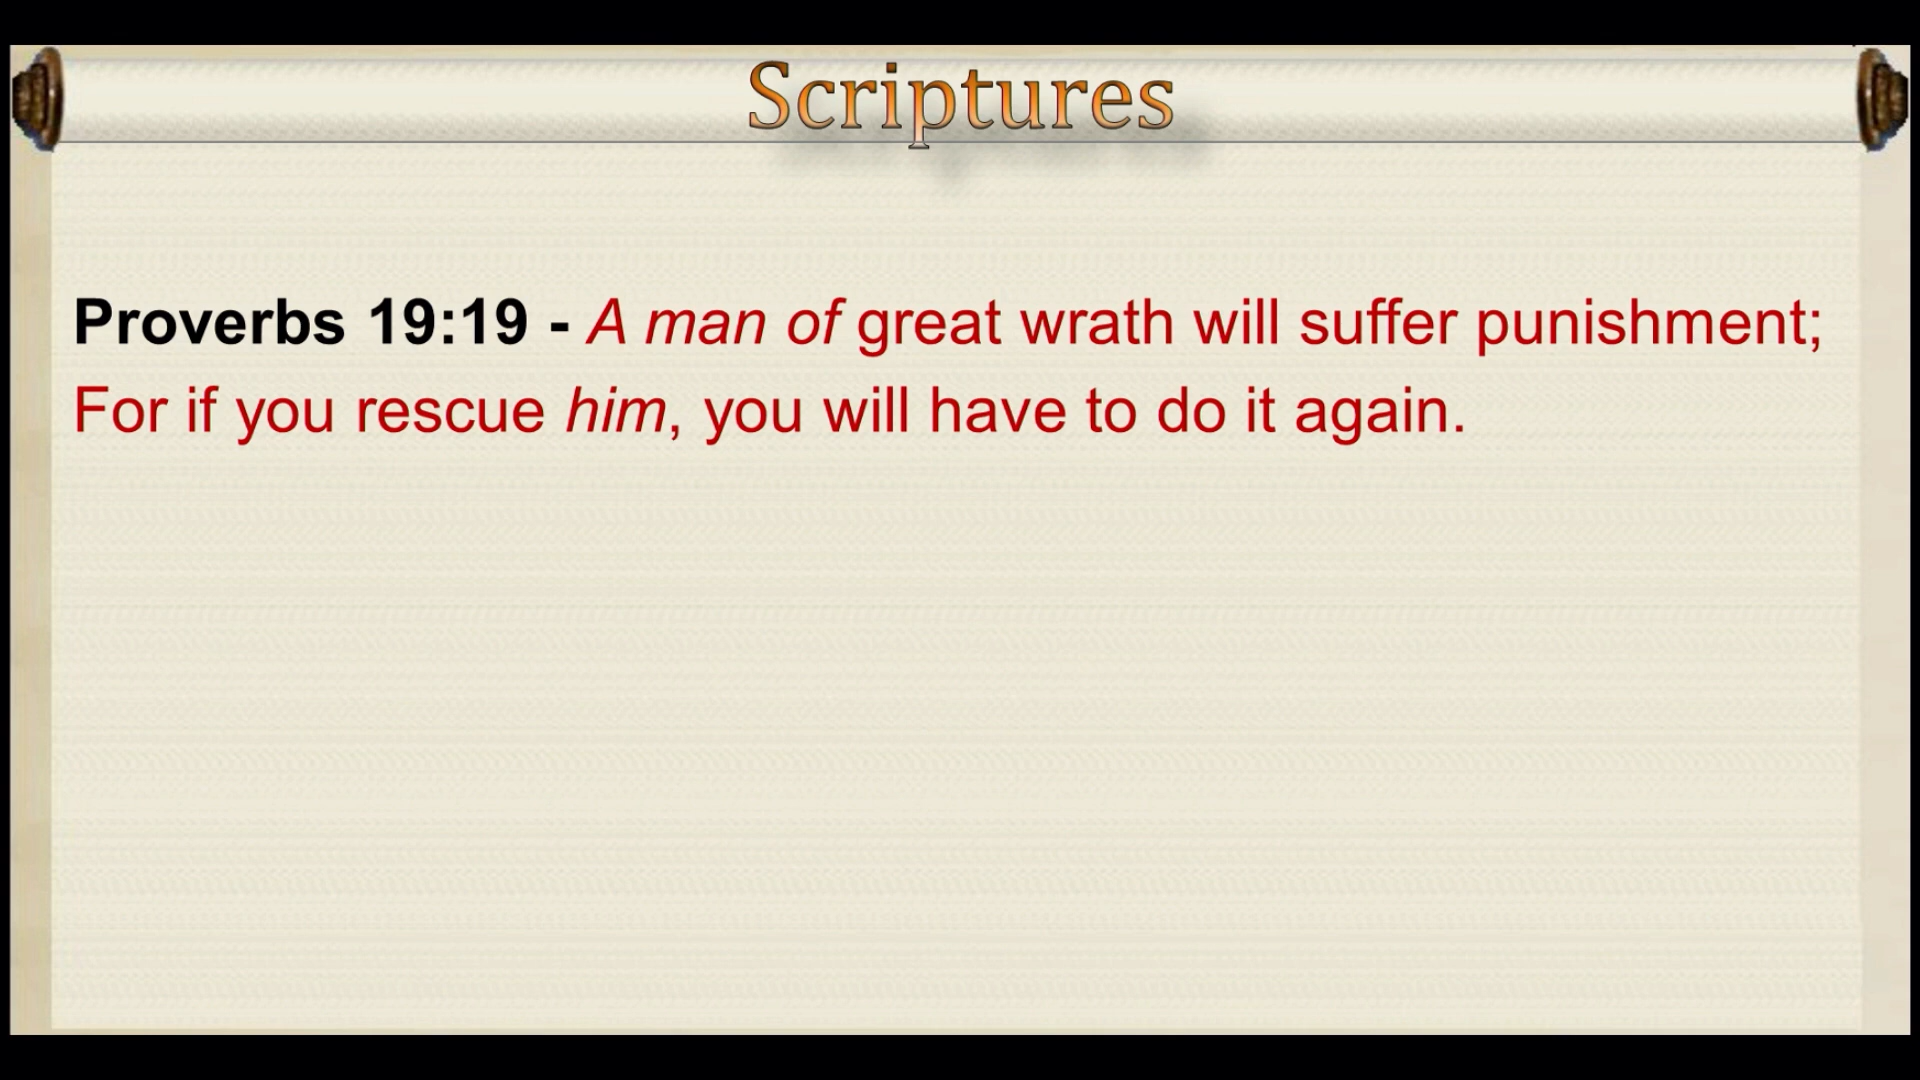 Scriptures
Proverbs 19:19 - A man of great wrath will suffer punishment;
For if you rescue him, you will have to do it again.